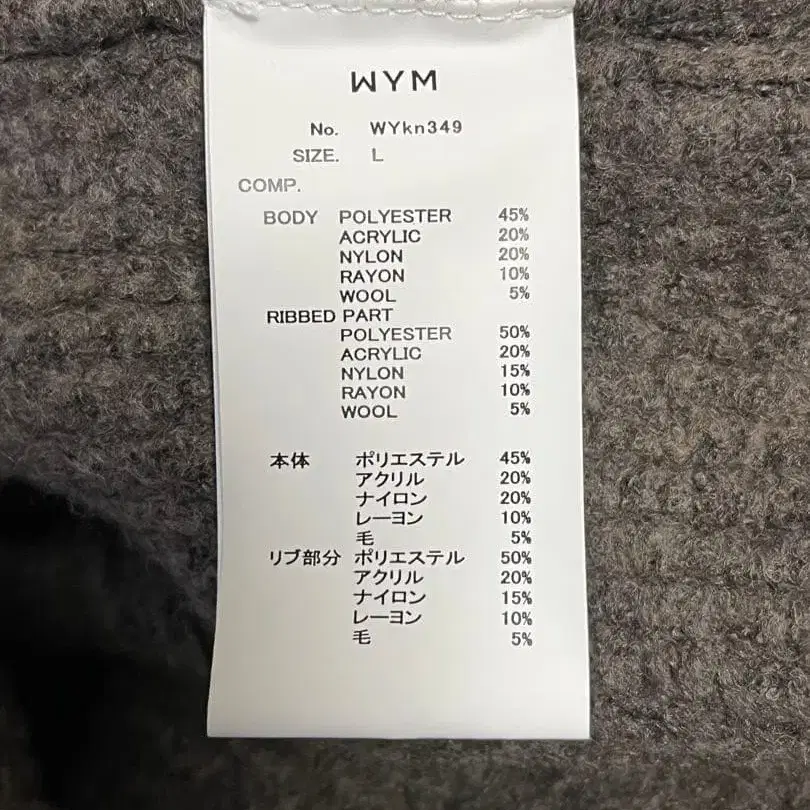 WYM
No. WYkn349
SIZE. L
COMP.
BODY POLYESTER 45%
ACRYLIC 20%
NYLON 20%
RAYON 10%
WOOL 5%
RIBBED PART
POLYESTER 50%
ACRYLIC 20%
NYLON 15%
RAYON 10%
WOOL 5%
本体 ポリエステル 45%
アクリル 20%
ナイロン 20%
レーヨン 10%
毛 5%
リブ部分 ポリエステル 50%
アクリル 20%
ナイロン 15%
レーヨン 10%
毛 5%